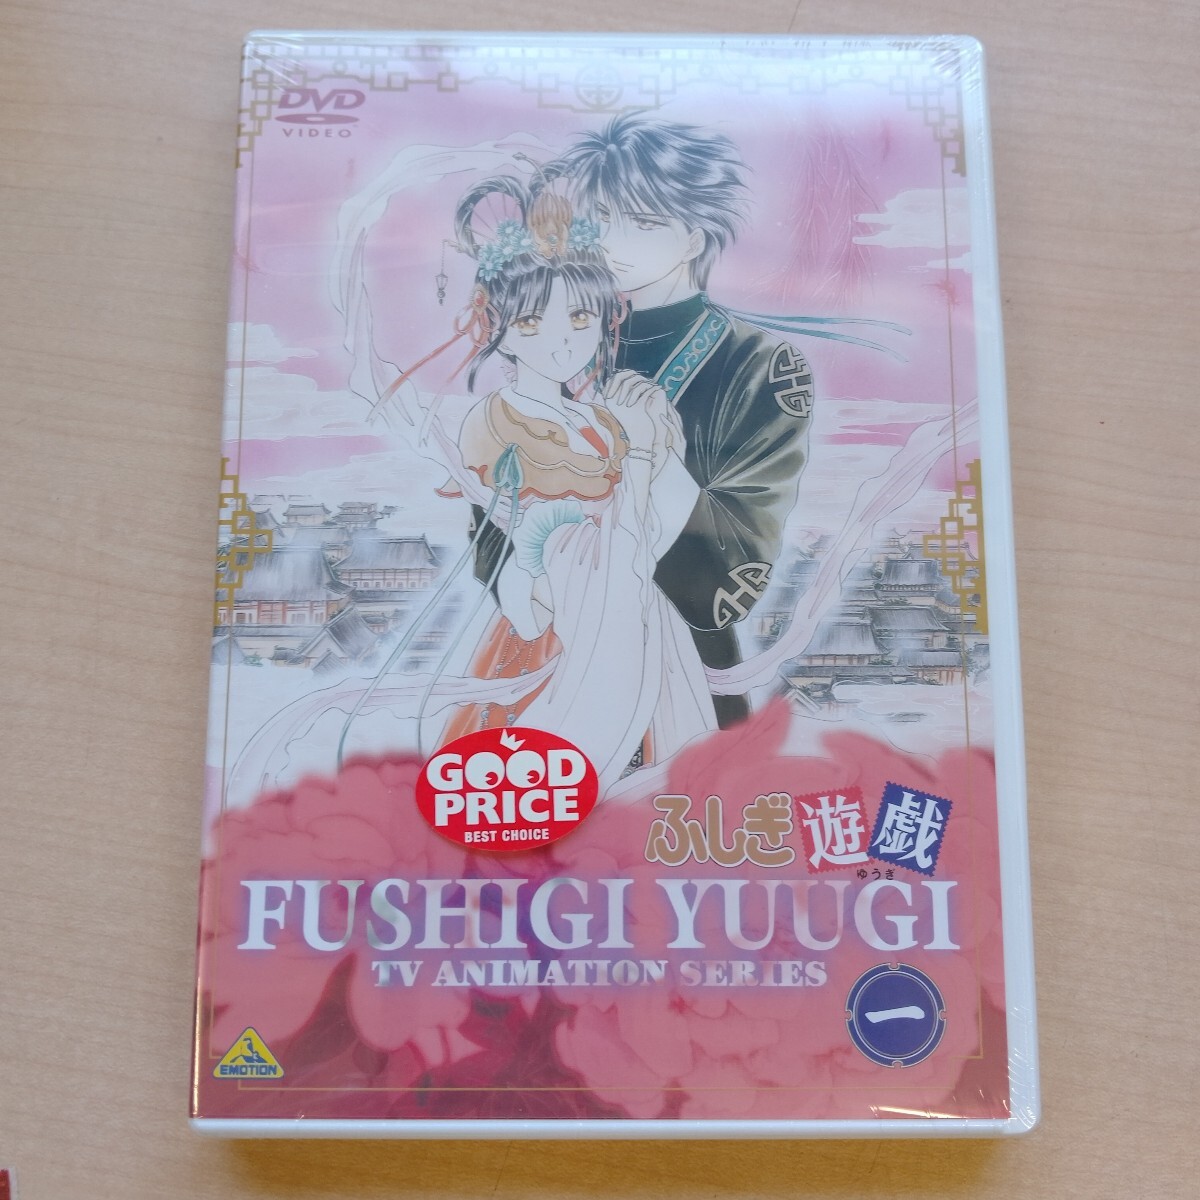 DVD
VIDEO
GOOD
PRICE
BEST CHOICE
ふしぎ遊戯
ゆうぎ
FUSHIGI YUUGI
TV ANIMATION SERIES
一
EMOTION